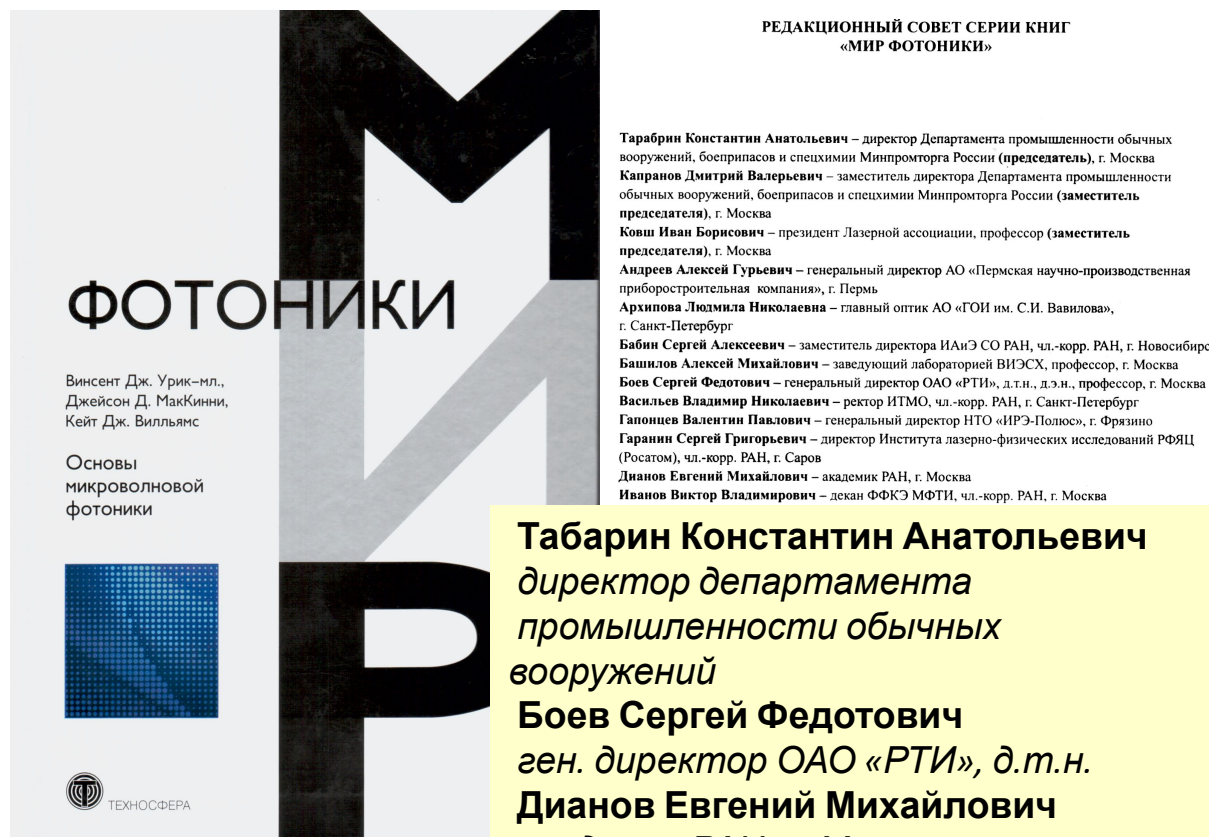 МИР
ФОТОНИКИ
Винсент Дж. Урик-мл.,
Джейсон Д. МакКинни,
Кейт Дж. Вилльямс
Основы
микроволновой
фотоники
ТЕХНОСФЕРА
РЕДАКЦИОННЫЙ СОВЕТ СЕРИИ КНИГ
«МИР ФОТОНИКИ»
Тарабрин Константин Анатольевич – директор Департамента промышленности обычных
вооружений, боеприпасов и спецхимии Минпромторга России (председатель), г. Москва
Капранов Дмитрий Валерьевич – заместитель директора Департамента промышленности
обычных вооружений, боеприпасов и спецхимии Минпромторга России (заместитель
председателя), г. Москва
Ковш Иван Борисович – президент Лазерной ассоциации, профессор (заместитель
председателя), г. Москва
Андреев Алексей Гурьевич – генеральный директор АО «Пермская научно-производственная
приборостроительная компания», г. Пермь
Архипова Людмила Николаевна – главный оптик АО «ГОИ им. С.И. Вавилова»,
г. Санкт-Петербург
Бабин Сергей Алексеевич – заместитель директора ИАиЭ СО РАН, чл.-корр. РАН, г. Новосибирс
Башилов Алексей Михайлович – заведующий лабораторией ВИЭСХ, профессор, г. Москва
Боев Сергей Федотович – генеральный директор ОАО «РТИ», д.т.н., д.э.н., профессор, г. Москва
Васильев Владимир Николаевич – ректор ИТМО, чл.-корр. РАН, г. Санкт-Петербург
Гапонцев Валентин Павлович – генеральный директор НТО «ИРЭ-Полюс», г. Фрязино
Гаранин Сергей Григорьевич – директор Института лазерно-физических исследований РФЯЦ
(Росатом), чл.-корр. РАН, г. Саров
Дианов Евгений Михайлович – академик РАН, г. Москва
Иванов Виктор Владимирович – декан ФФКЭ МФТИ, чл.-корр. РАН, г. Москва
Табарин Константин Анатольевич
директор департамента
промышленности обычных
вооружений
Боев Сергей Федотович
ген. директор ОАО «РТИ», д.т.н.
Дианов Евгений Михайлович